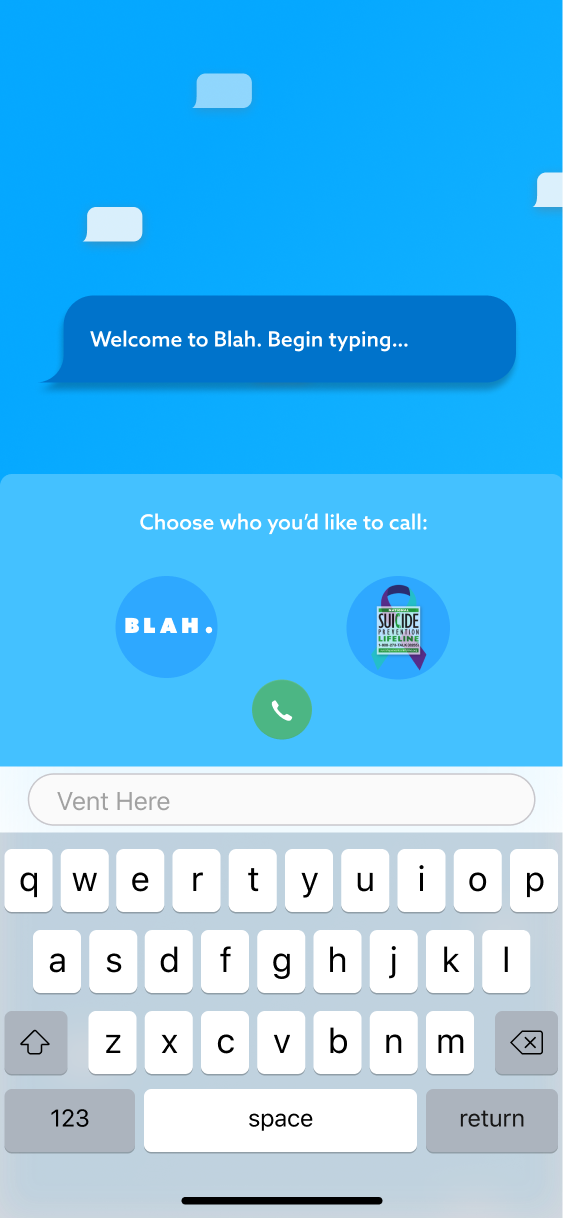 Welcome to Blah. Begin typing...
Choose who you'd like to call:
BLAH.
SUICIDE
PREVENTION
LIFELINE
Vent Here
q w e r t y u i o p
a s d f g h j k l
z x c v b n m
123 space return